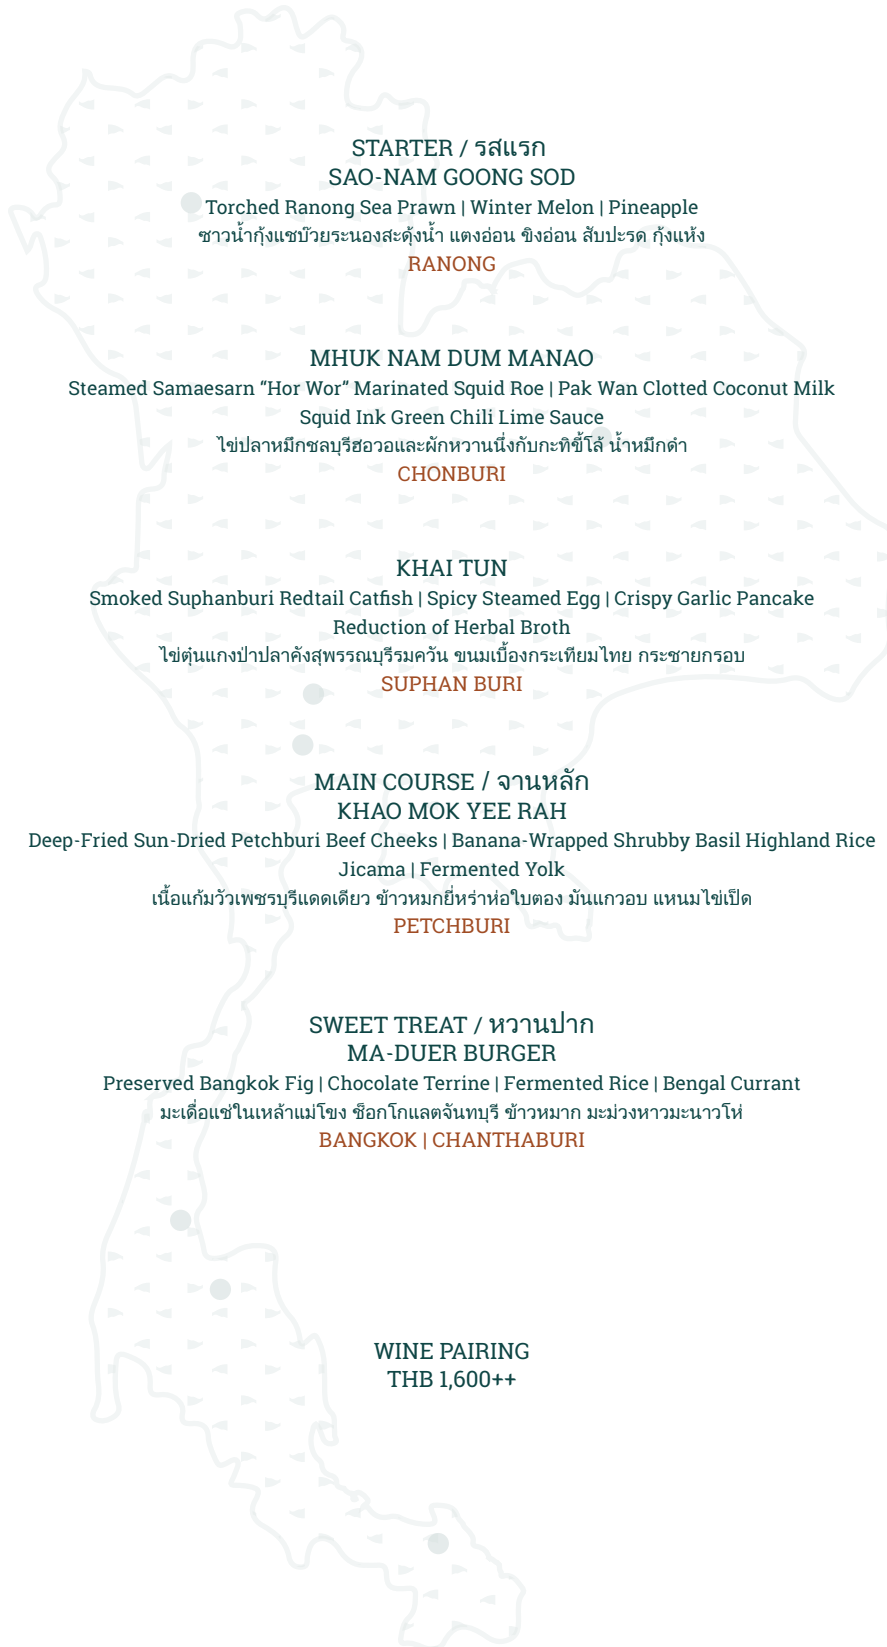 STARTER / รสแรก
SAO-NAM GOONG SOD
Torched Ranong Sea Prawn | Winter Melon | Pineapple
ซาวน้ำกุ้งแชบ๊วยระนองสะดุ้งน้ำ แตงอ่อน ขิงอ่อน สับปะรด กุ้งแห้ง
RANONG
MHUK NAM DUM MANAO
Steamed Samaesarn “Hor Wor” Marinated Squid Roe | Pak Wan Clotted Coconut Milk
Squid Ink Green Chili Lime Sauce
ไข่ปลาหมึกชลบุรีฮอวอและผักหวานนึ่งกับกะทิขี้โล้ น้ำหมึกดำ
CHONBURI
KHAI TUN
Smoked Suphanburi Redtail Catfish | Spicy Steamed Egg | Crispy Garlic Pancake
Reduction of Herbal Broth
ไข่ตุ๋นแกงป่าปลาคังสุพรรณบุรีรมควัน ขนมเบื้องกระเทียมไทย กระชายกรอบ
SUPHAN BURI
MAIN COURSE / จานหลัก
KHAO MOK YEE RAH
Deep-Fried Sun-Dried Petchburi Beef Cheeks | Banana-Wrapped Shrubby Basil Highland Rice
Jicama | Fermented Yolk
เนื้อแก้มวัวเพชรบุรีแดดเดียว ข้าวหมกยี่หร่าห่อใบตอง มันแกวอบ แหนมไข่เป็ด
PETCHBURI
SWEET TREAT / หวานปาก
MA-DUER BURGER
Preserved Bangkok Fig | Chocolate Terrine | Fermented Rice | Bengal Currant
มะเดื่อแช่ในเหล้าแม่โขง ช็อกโกแลตจันทบุรี ข้าวหมาก มะม่วงหาวมะนาวโห่
BANGKOK | CHANTHABURI
WINE PAIRING
THB 1,600++